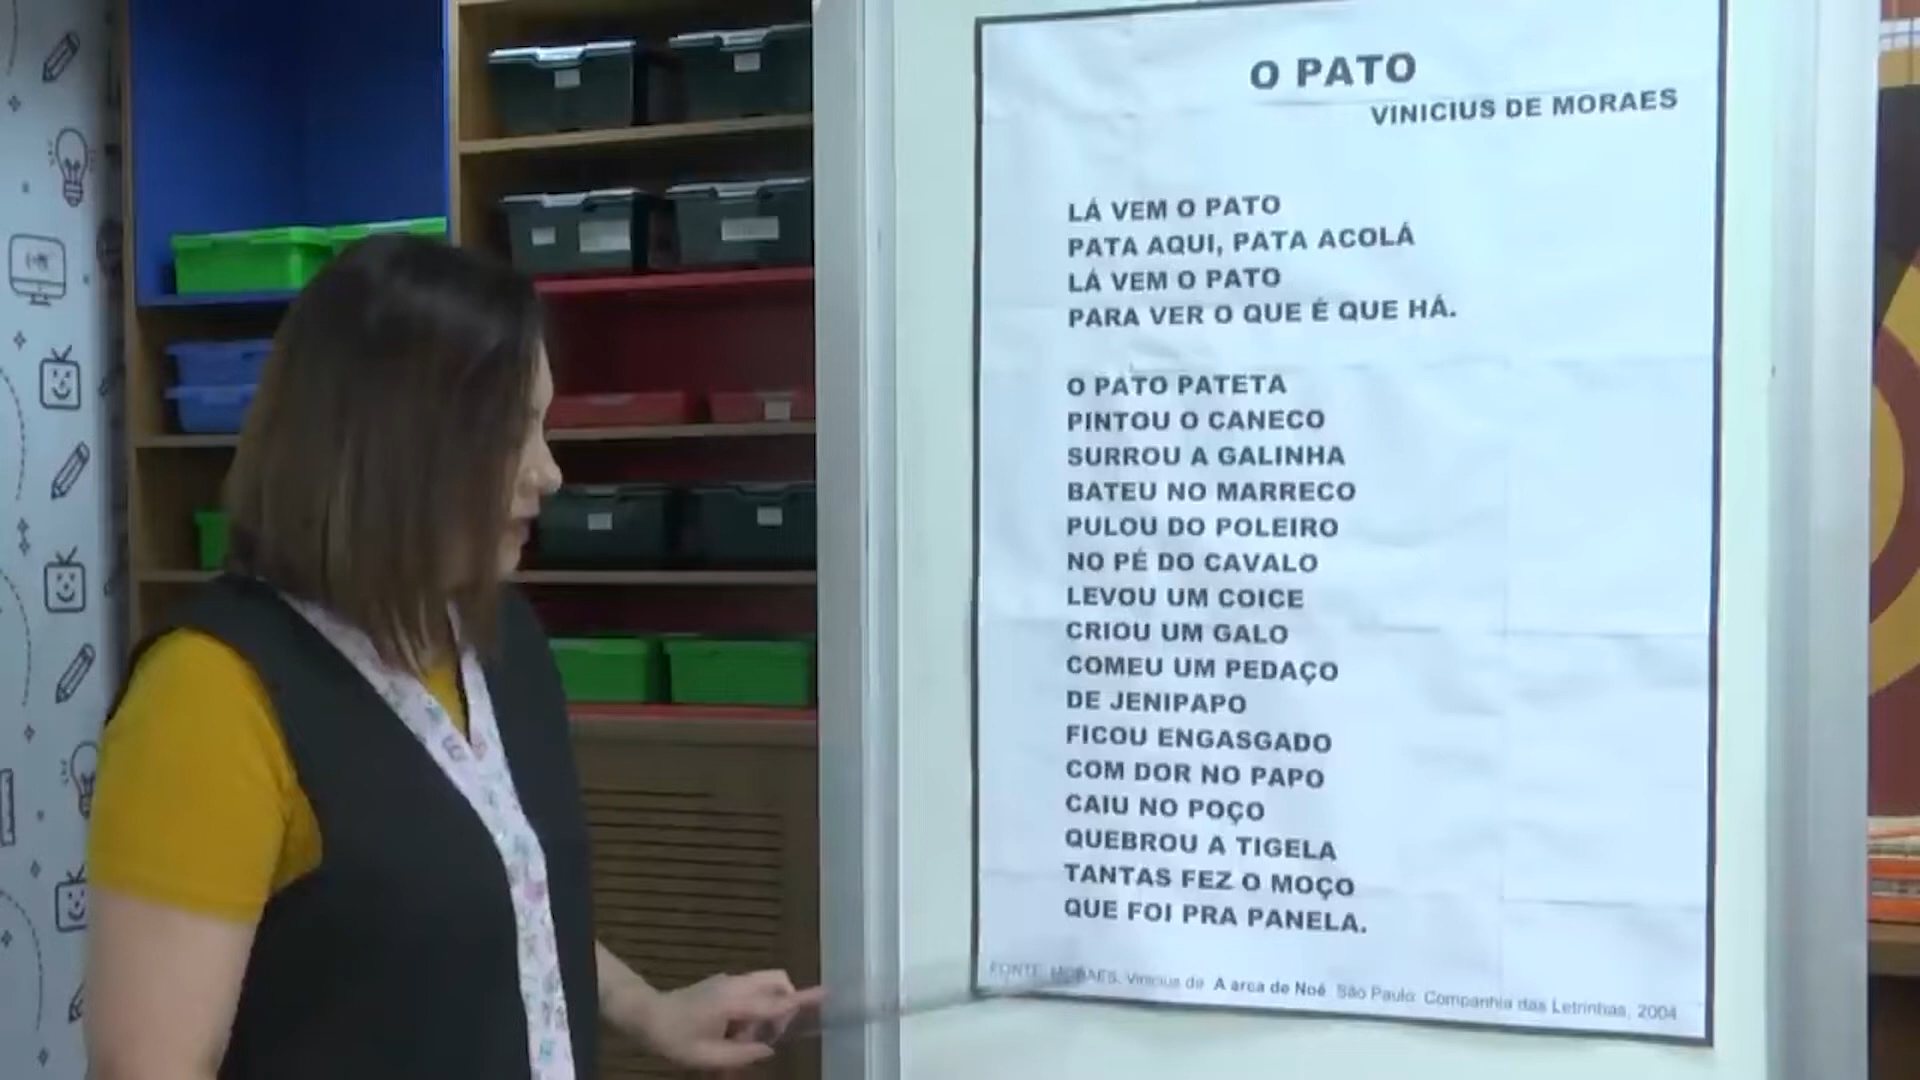 O PATO
VINICIUS DE MORAES
LÁ VEM O PATO
PATA AQUI, PATA ACOLÁ
LÁ VEM O PATO
PARA VER O QUE É QUE HÁ.
O PATO PATETA
PINTOU O CANECO
SURROU A GALINHA
BATEU NO MARRECO
PULOU DO POLEIRO
NO PÉ DO CAVALO
LEVOU UM COICE
CRIOU UM GALO
COMEU UM PEDAÇO
DE JENIPAPO
FICOU ENGASGADO
COM DOR NO PAPO
CAIU NO POÇO
QUEBROU A TIGELA
TANTAS FEZ O MOÇO
QUE FOI PRA PANELA.
FONTE: MORAES, Vinicius de. A arca de Noé. São Paulo: Companhia das Letrinhas, 2004